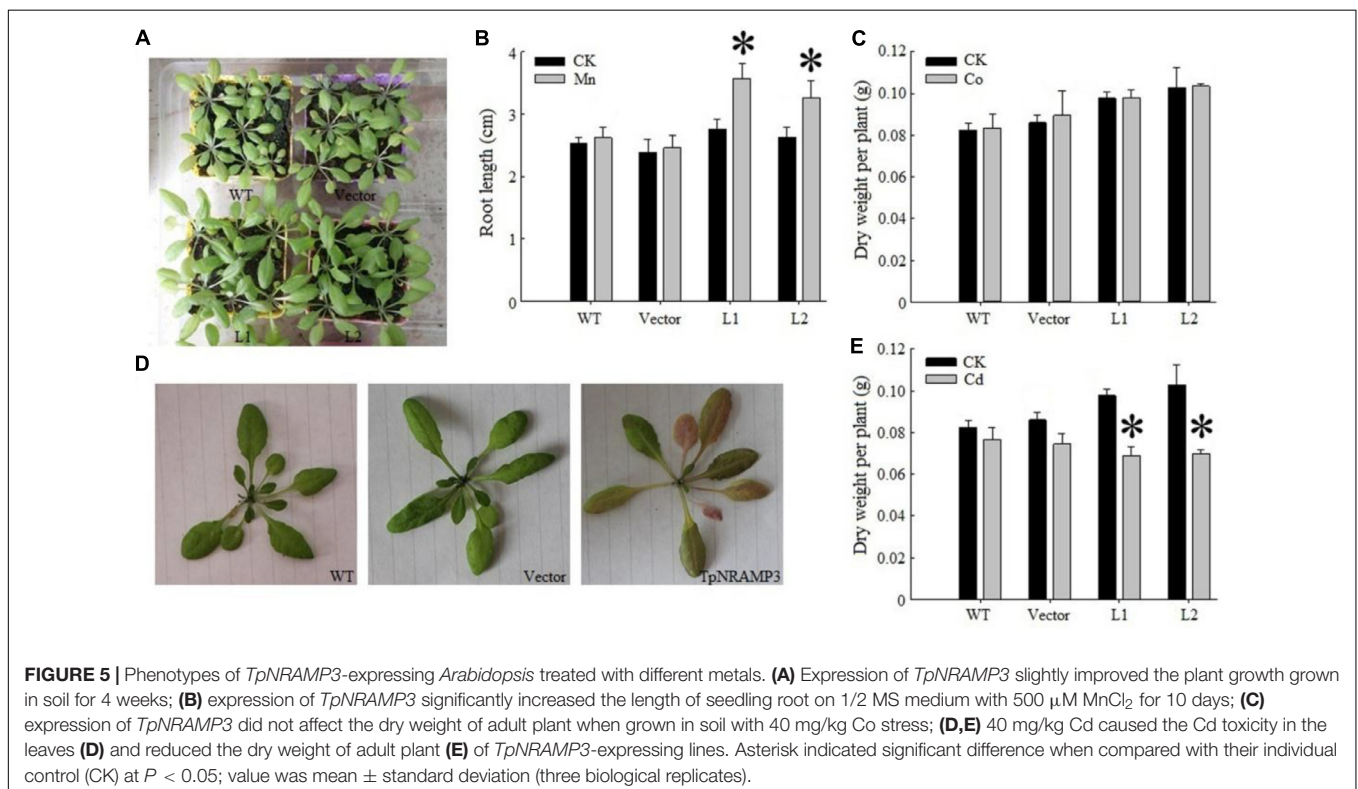 A
WT
Vector
L1
L2
B
CK
Mn
Root length (cm)
4
3
2
1
0
*
*
WT
Vector
L1
L2
C
CK
Co
Dry weight per plant (g)
0.12
0.10
0.08
0.06
0.04
0.02
0
WT
Vector
L1
L2
D
WT
Vector
TpNRAMP3
E
CK
Cd
Dry weight per plant (g)
0.12
0.10
0.08
0.06
0.04
0.02
0
*
*
WT
Vector
L1
L2
FIGURE 5 | Phenotypes of TpNRAMP3-expressing Arabidopsis treated with different metals. (A) Expression of TpNRAMP3 slightly improved the plant growth grown
in soil for 4 weeks; (B) expression of TpNRAMP3 significantly increased the length of seedling root on 1/2 MS medium with 500 μM MnCl₂ for 10 days; (C)
expression of TpNRAMP3 did not affect the dry weight of adult plant when grown in soil with 40 mg/kg Co stress; (D,E) 40 mg/kg Cd caused the Cd toxicity in the
leaves (D) and reduced the dry weight of adult plant (E) of TpNRAMP3-expressing lines. Asterisk indicated significant difference when compared with their individual
control (CK) at P < 0.05; value was mean ± standard deviation (three biological replicates).